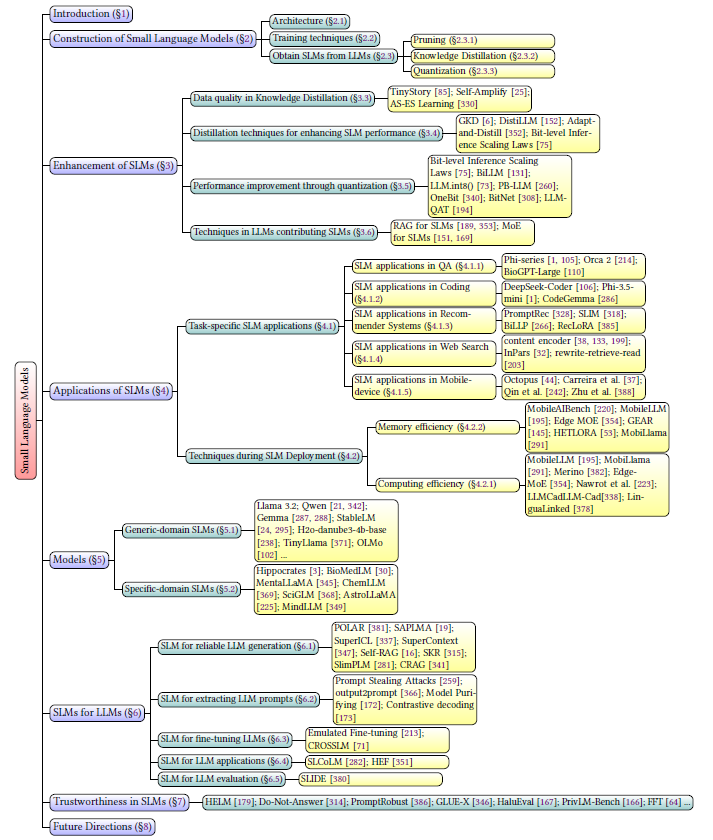 Small Language Models
Introduction (§1)
Construction of Small Language Models (§2)
Architecture (§2.1)
Training techniques (§2.2)
Obtain SLMs from LLMs (§2.3)
Pruning (§2.3.1)
Knowledge Distillation (§2.3.2)
Quantization (§2.3.3)
Enhancement of SLMs (§3)
Data quality in Knowledge Distillation (§3.3)
TinyStory [85]; Self-Amplify [25];
AS-ES Learning [330]
Distillation techniques for enhancing SLM performance (§3.4)
GKD [6]; DistiLLM [152]; Adapt-
and-Distill [352]; Bit-level Infer-
ence Scaling Laws [75]
Performance improvement through quantization (§3.5)
Bit-level Inference Scaling
Laws [75]; BiLLM [131];
LLM.int8() [73]; PB-LLM [260];
OneBit [340]; BitNet [308]; LLM-
QAT [194]
Techniques in LLMs contributing SLMs (§3.6)
RAG for SLMs [189, 353]; MoE
for SLMs [151, 169]
Applications of SLMs (§4)
Task-specific SLM applications (§4.1)
SLM applications in QA (§4.1.1)
Phi-series [1, 105]; Orca 2 [214];
BioGPT-Large [110]
SLM applications in Coding
(§4.1.2)
DeepSeek-Coder [106]; Phi-3.5-
mini [1]; CodeGemma [286]
SLM applications in Recom-
mender Systems (§4.1.3)
PromptRec [328]; SLIM [318];
BiLLP [266]; RecLoRA [385]
SLM applications in Web Search
(§4.1.4)
content encoder [38, 133, 199];
InPars [32]; rewrite-retrieve-read
[203]
SLM applications in Mobile-
device (§4.1.5)
Octopus [44]; Carreira et al. [37];
Qin et al. [242]; Zhu et al. [388]
Techniques during SLM Deployment (§4.2)
Memory efficiency (§4.2.2)
MobileAIBench [220]; MobileLLM
[195]; Edge MOE [354]; GEAR
[145]; HETLORA [53]; MobiLlama
[291]
Computing efficiency (§4.2.1)
MobileLLM [195]; MobiLlama
[291]; Merino [382]; Edge-
MoE [354]; Nawrot et al. [223];
LLMCadLLM-Cad[338]; Lin-
guaLinked [378]
Models (§5)
Generic-domain SLMs (§5.1)
Llama 3.2; Qwen [21, 342];
Gemma [287, 288]; StableLM
[24, 295]; H2o-danube3-4b-base
[238]; TinyLlama [371]; OLMo
[102] ...
Specific-domain SLMs (§5.2)
Hippocrates [3]; BioMedLM [30];
MentaLLaMA [345]; ChemLLM
[369]; SciGLM [368]; AstroLLaMA
[225]; MindLLM [349]
SLMs for LLMs (§6)
SLM for reliable LLM generation (§6.1)
POLAR [381]; SAPLMA [19];
SuperICL [337]; SuperContext
[347]; Self-RAG [16]; SKR [315];
SlimPLM [281]; CRAG [341]
SLM for extracting LLM prompts (§6.2)
Prompt Stealing Attacks [259];
output2prompt [366]; Model Puri-
fying [172]; Contrastive decoding
[173]
SLM for fine-tuning LLMs (§6.3)
Emulated Fine-tuning [213];
CROSSLM [71]
SLM for LLM applications (§6.4)
SLCoLM [282]; HEF [351]
SLM for LLM evaluation (§6.5)
SLIDE [380]
Trustworthiness in SLMs (§7)
HELM [179]; Do-Not-Answer [314]; PromptRobust [386]; GLUE-X [346]; HaluEval [167]; PrivLM-Bench [166]; FFT [64] ...
Future Directions (§8)